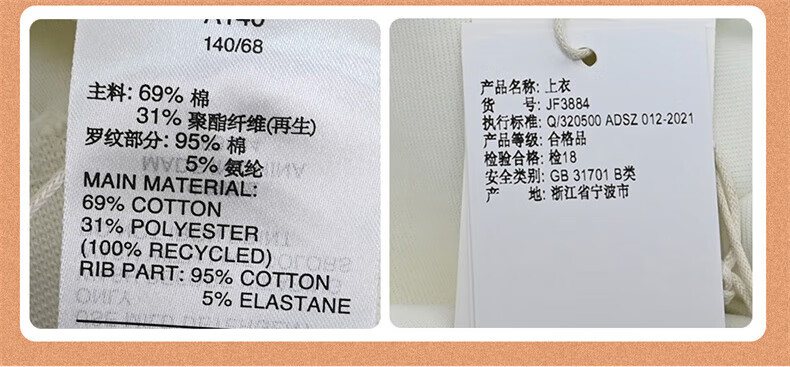 A140
140/68
主料: 69% 棉
31% 聚酯纤维(再生)
罗纹部分: 95% 棉
5% 氨纶
MAIN MATERIAL:
69% COTTON
31% POLYESTER
(100% RECYCLED)
RIB PART: 95% COTTON
5% ELASTANE
产品名称: 上衣
货 号: JF3884
执行标准: Q/320500 ADSZ 012-2021
产品等级: 合格品
检验合格: 检18
安全类别: GB 31701 B类
产 地: 浙江省宁波市